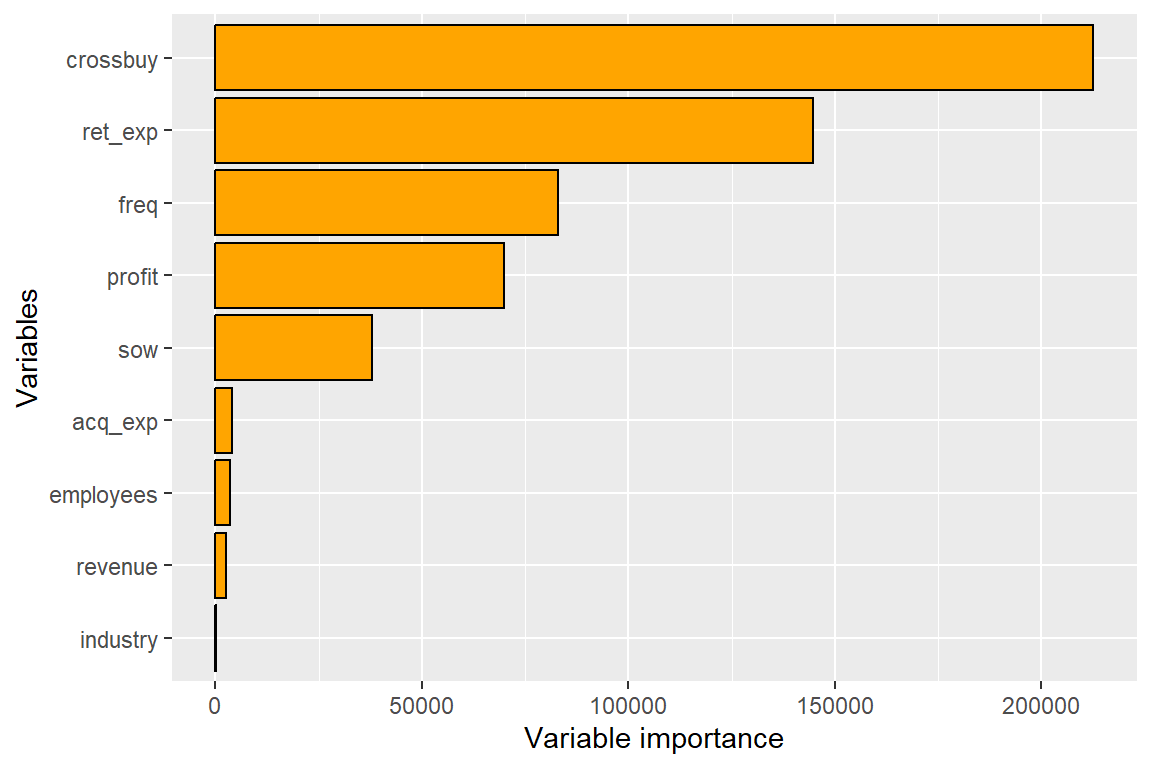 crossbuy
ret_exp
freq
profit
sow
acq_exp
employees
revenue
industry
Variables
0 50000 100000 150000 200000
Variable importance